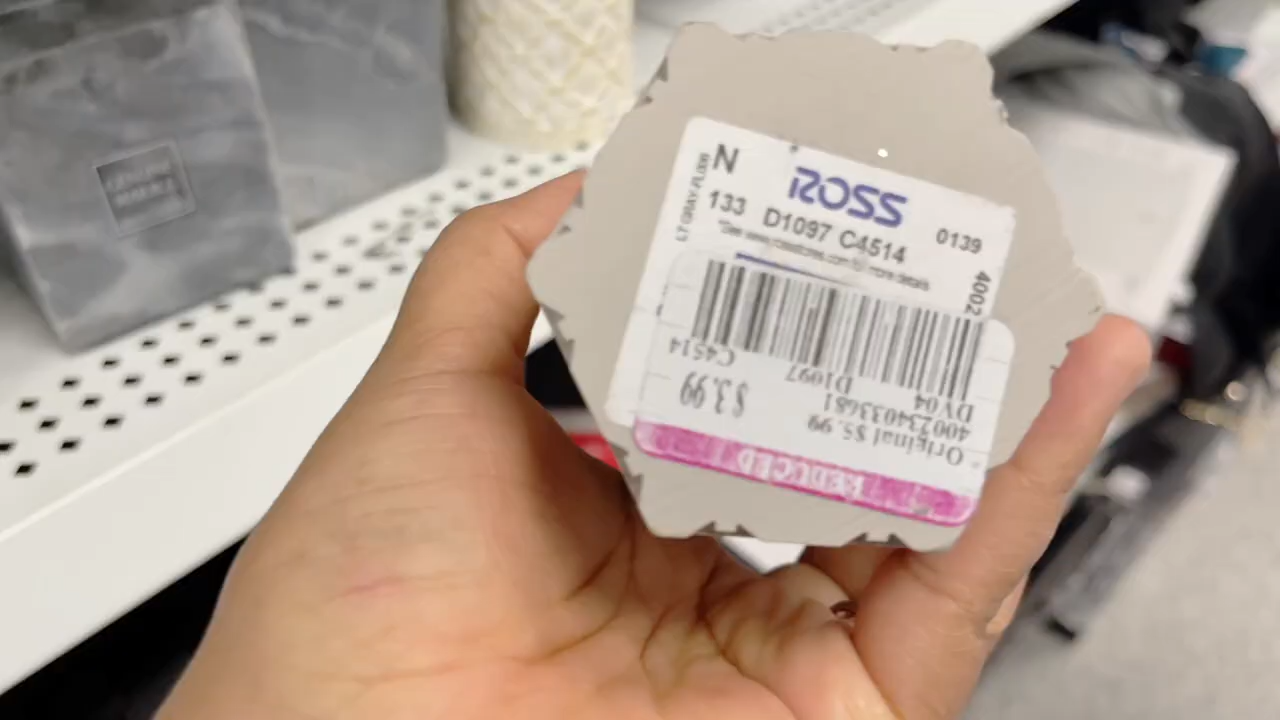 N
ROSS
133 D1097 C4514
0139
4002
C4514
D1097
DV04
$3.99
400234033681
Original $5.99
REDUCED